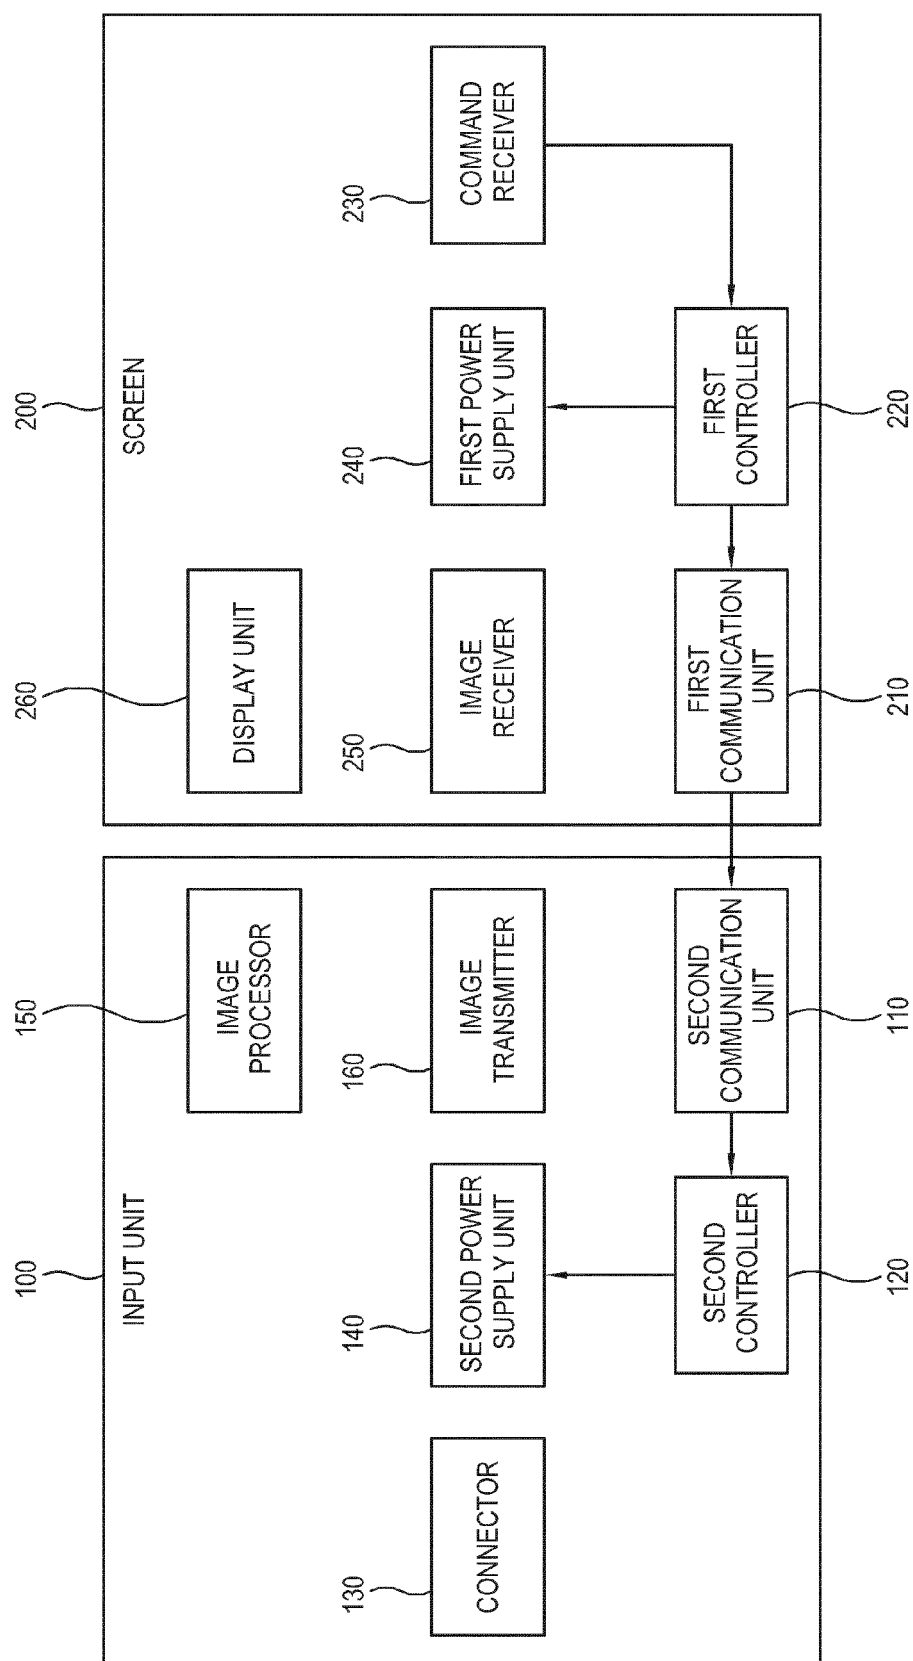 100
INPUT UNIT
150
IMAGE
PROCESSOR
130
CONNECTOR
140
SECOND POWER
SUPPLY UNIT
160
IMAGE
TRANSMITTER
SECOND
CONTROLLER
120
SECOND
COMMUNICATION
UNIT
110
200
SCREEN
260
DISPLAY UNIT
250
IMAGE
RECEIVER
240
FIRST POWER
SUPPLY UNIT
230
COMMAND
RECEIVER
FIRST
COMMUNICATION
UNIT
210
FIRST
CONTROLLER
220